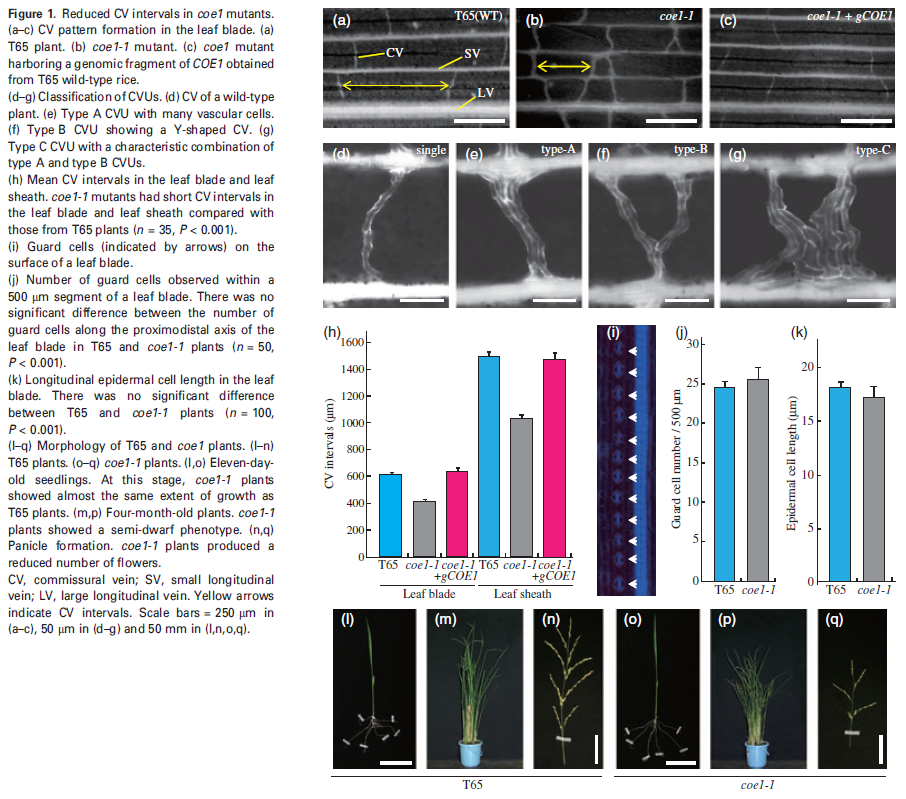 Figure 1. Reduced CV intervals in coe1 mutants.
(a–c) CV pattern formation in the leaf blade. (a)
T65 plant. (b) coe1-1 mutant. (c) coe1 mutant
harboring a genomic fragment of COE1 obtained
from T65 wild-type rice.
(d–g) Classification of CVUs. (d) CV of a wild-type
plant. (e) Type A CVU with many vascular cells.
(f) Type B CVU showing a Y-shaped CV. (g)
Type C CVU with a characteristic combination of
type A and type B CVUs.
(h) Mean CV intervals in the leaf blade and leaf
sheath. coe1-1 mutants had short CV intervals in
the leaf blade and leaf sheath compared with
those from T65 plants (n = 35, P < 0.001).
(i) Guard cells (indicated by arrows) on the
surface of a leaf blade.
(j) Number of guard cells observed within a
500 μm segment of a leaf blade. There was no
significant difference between the number of
guard cells along the proximodistal axis of the
leaf blade in T65 and coe1-1 plants (n = 50,
P < 0.001).
(k) Longitudinal epidermal cell length in the leaf
blade. There was no significant difference
between T65 and coe1-1 plants (n = 100,
P < 0.001).
(l–q) Morphology of T65 and coe1 plants. (l–n)
T65 plants. (o–q) coe1-1 plants. (l,o) Eleven-day-
old seedlings. At this stage, coe1-1 plants
showed almost the same extent of growth as
T65 plants. (m,p) Four-month-old plants. coe1-1
plants showed a semi-dwarf phenotype. (n,q)
Panicle formation. coe1-1 plants produced a
reduced number of flowers.
CV, commissural vein; SV, small longitudinal
vein; LV, large longitudinal vein. Yellow arrows
indicate CV intervals. Scale bars = 250 μm in
(a–c), 50 μm in (d–g) and 50 mm in (l,n,o,q).
(a) T65(WT)
CV
SV
LV
(b) coe1-1
(c) coe1-1 + gCOE1
(d) single
(e) type-A
(f) type-B
(g) type-C
(h)
CV intervals (μm)
1600
1400
1200
1000
800
600
400
200
0
T65 coe1-1 coe1-1 +gCOE1
Leaf blade
T65 coe1-1 coe1-1 +gCOE1
Leaf sheath
(i)
(j)
Guard cell number / 500 μm
30
25
20
15
10
5
0
T65 coe1-1
(k)
Epidermal cell length (μm)
20
15
10
5
0
T65 coe1-1
(l)
(m)
(n)
(o)
(p)
(q)
T65
coe1-1